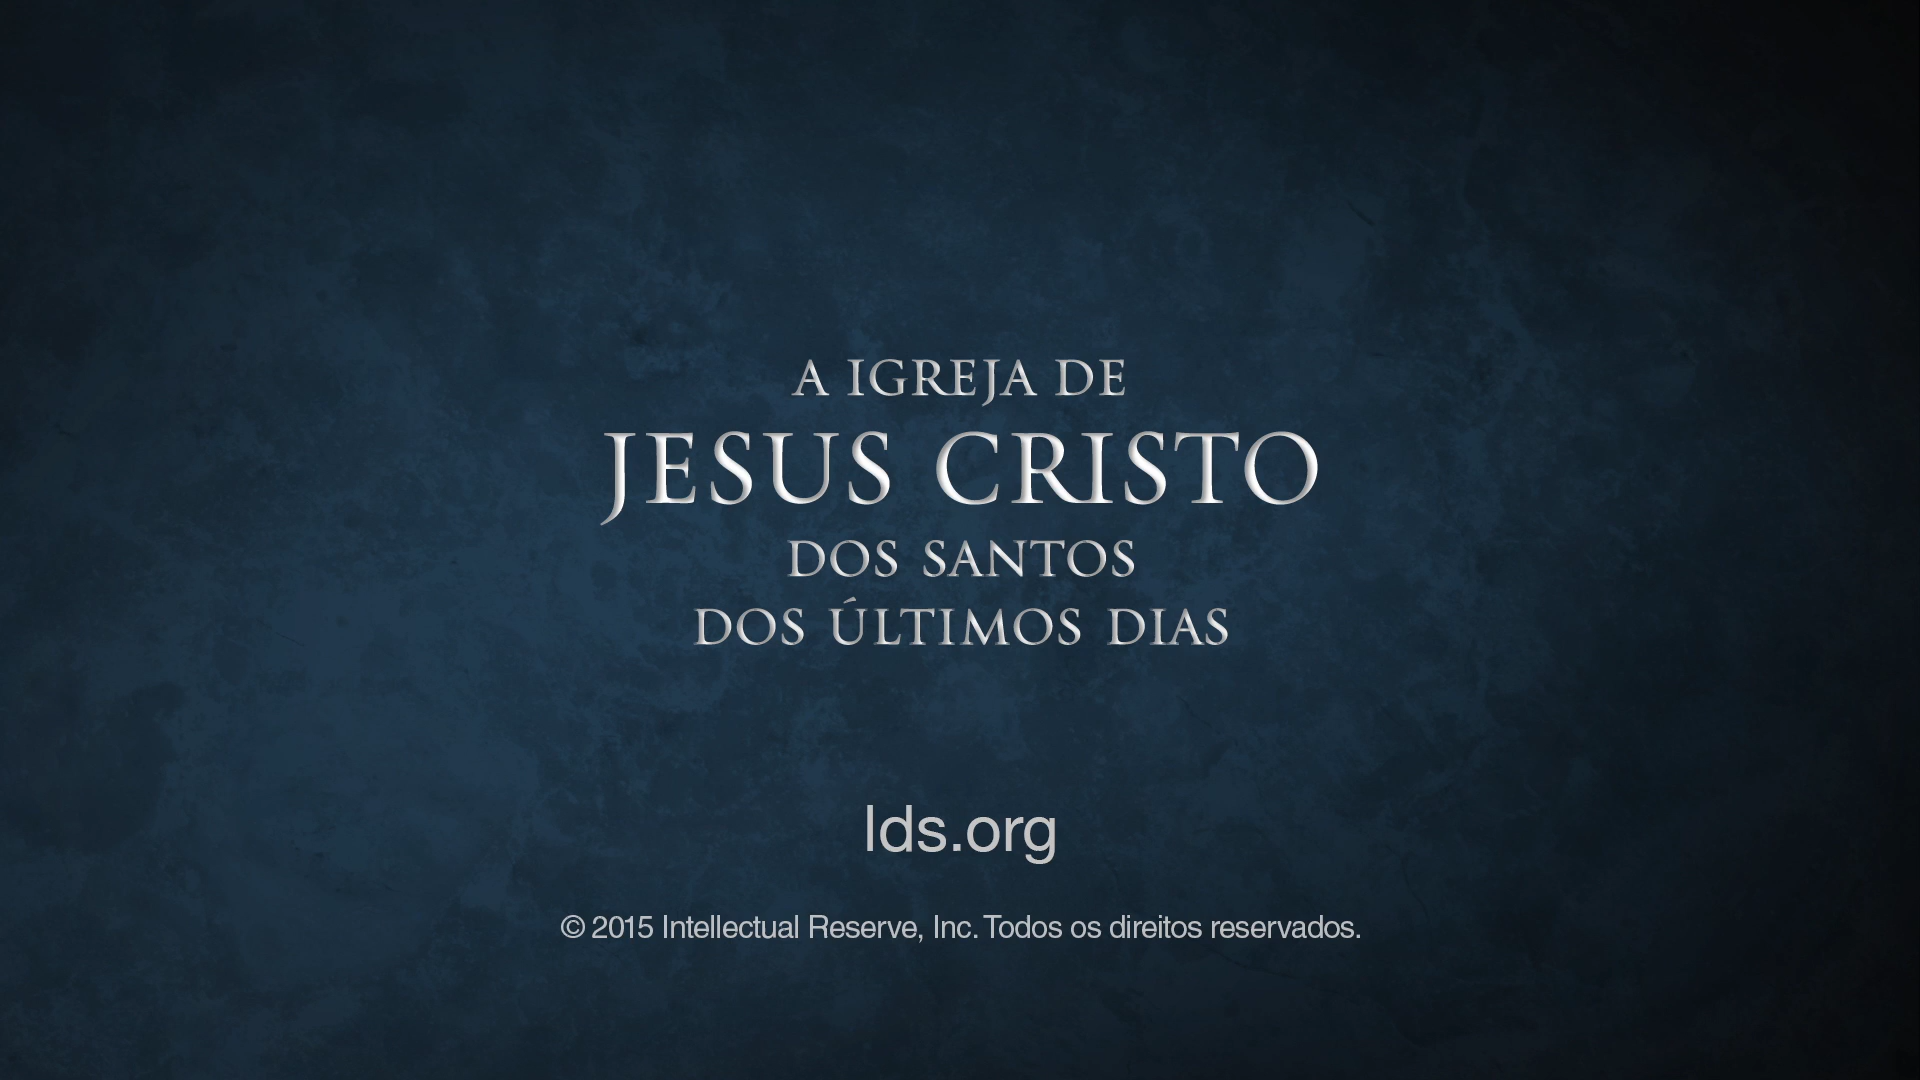 A IGREJA DE
JESUS CRISTO
DOS SANTOS
DOS ÚLTIMOS DIAS
lds.org
© 2015 Intellectual Reserve, Inc. Todos os direitos reservados.